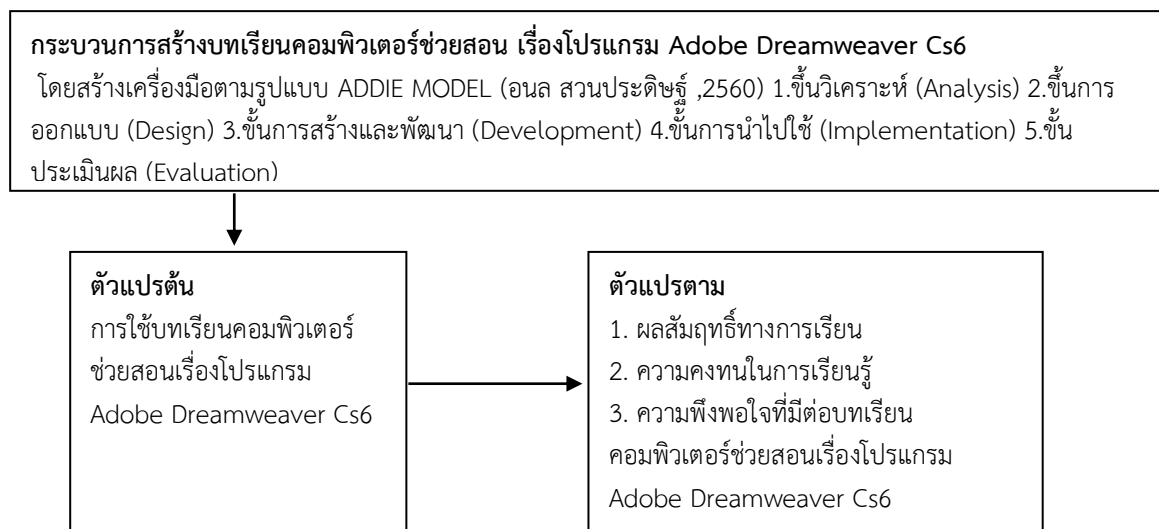 กระบวนการสร้างบทเรียนคอมพิวเตอร์ช่วยสอน เรื่องโปรแกรม Adobe Dreamweaver Cs6
โดยสร้างเครื่องมือตามรูปแบบ ADDIE MODEL (อนล สวนประดิษฐ์ ,2560) 1.ขึ้นวิเคราะห์ (Analysis) 2.ขึ้นการ
ออกแบบ (Design) 3.ขั้นการสร้างและพัฒนา (Development) 4.ขั้นการนำไปใช้ (Implementation) 5.ขั้น
ประเมินผล (Evaluation)
ตัวแปรต้น
การใช้บทเรียนคอมพิวเตอร์
ช่วยสอนเรื่องโปรแกรม
Adobe Dreamweaver Cs6
ตัวแปรตาม
1. ผลสัมฤทธิ์ทางการเรียน
2. ความคงทนในการเรียนรู้
3. ความพึงพอใจที่มีต่อบทเรียน
คอมพิวเตอร์ช่วยสอนเรื่องโปรแกรม
Adobe Dreamweaver Cs6